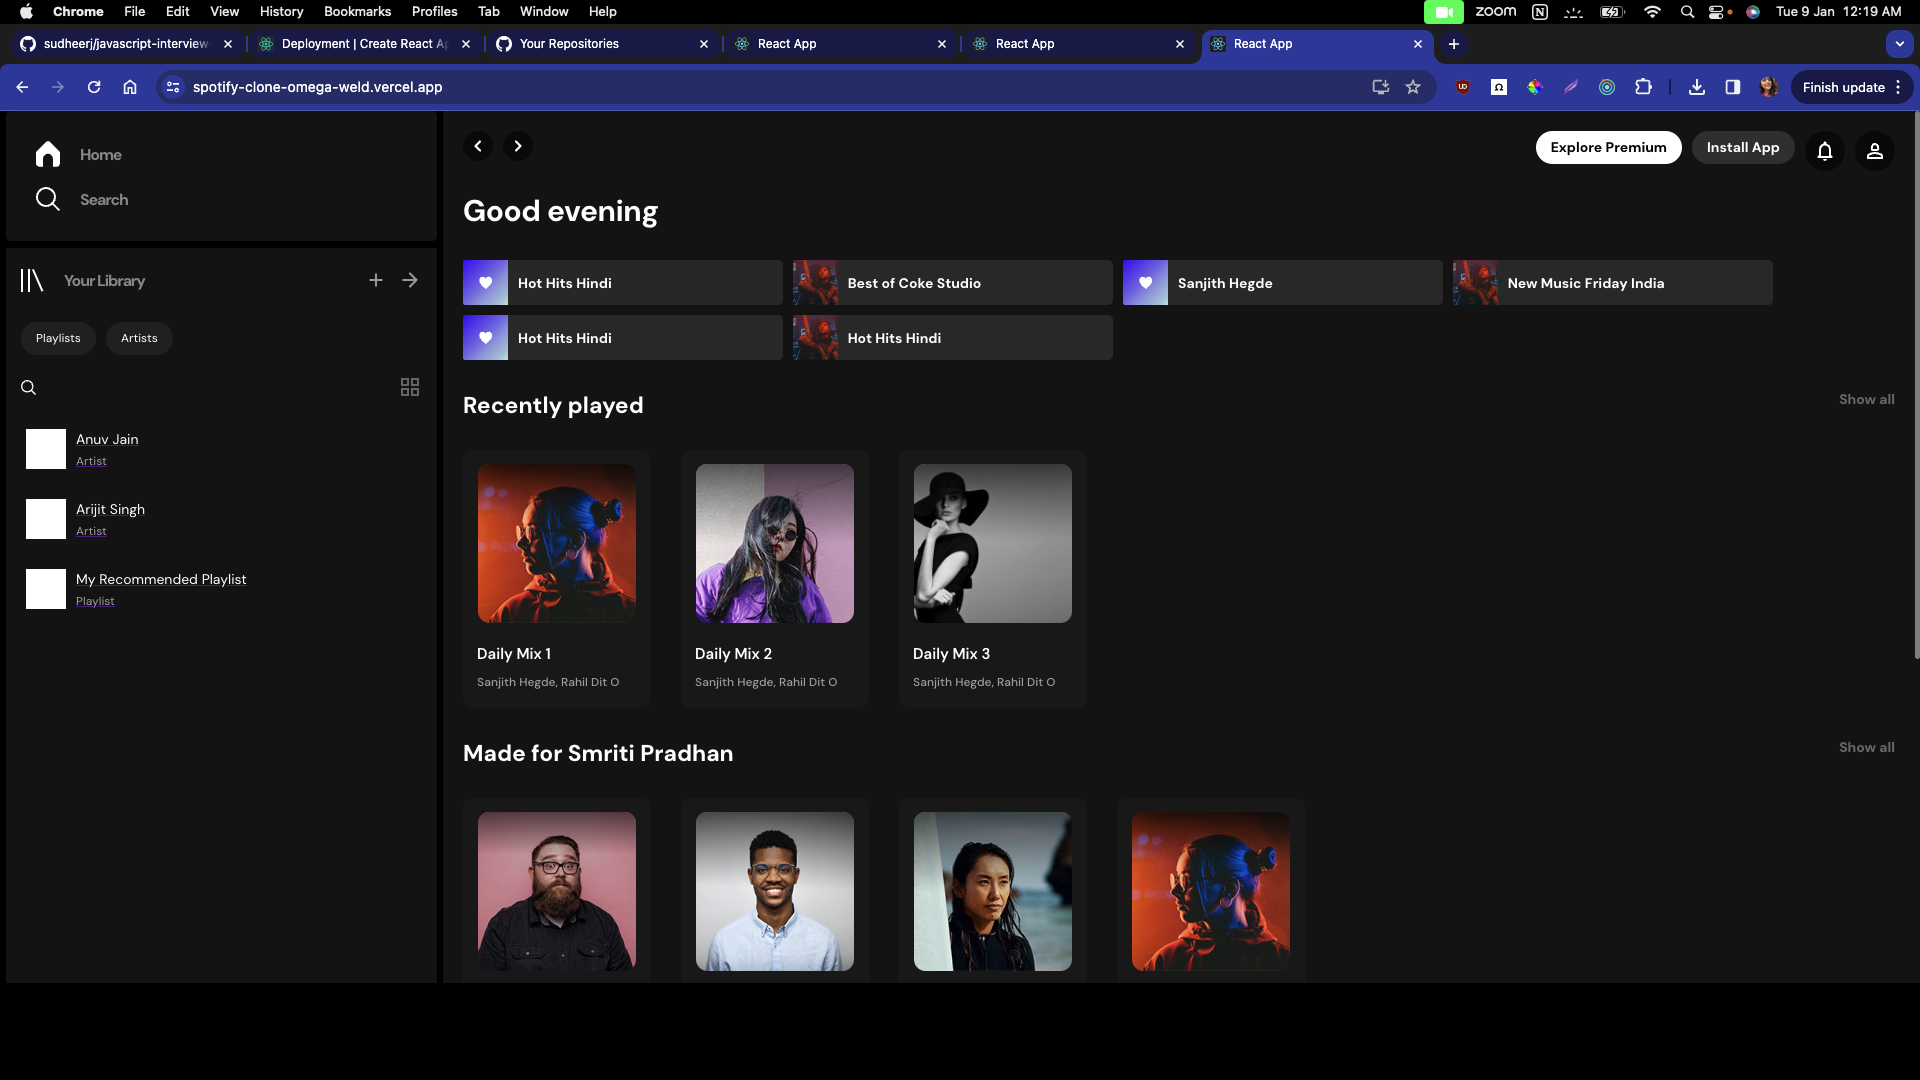 Chrome File Edit View History Bookmarks Profiles Tab Window Help zoom Tue 9 Jan 12:19 AM
sudheerj/javascript-interview Deployment | Create React Ap Your Repositories React App React App React App
spotify-clone-omega-weld.vercel.app Finish update
Home
Search
Your Library
Playlists Artists
Anuv Jain
Artist
Arijit Singh
Artist
My Recommended Playlist
Playlist
Explore Premium Install App
Good evening
Hot Hits Hindi Best of Coke Studio Sanjith Hegde New Music Friday India
Hot Hits Hindi Hot Hits Hindi
Recently played Show all
Daily Mix 1 Daily Mix 2 Daily Mix 3
Sanjith Hegde, Rahil Dit O Sanjith Hegde, Rahil Dit O Sanjith Hegde, Rahil Dit O
Made for Smriti Pradhan Show all